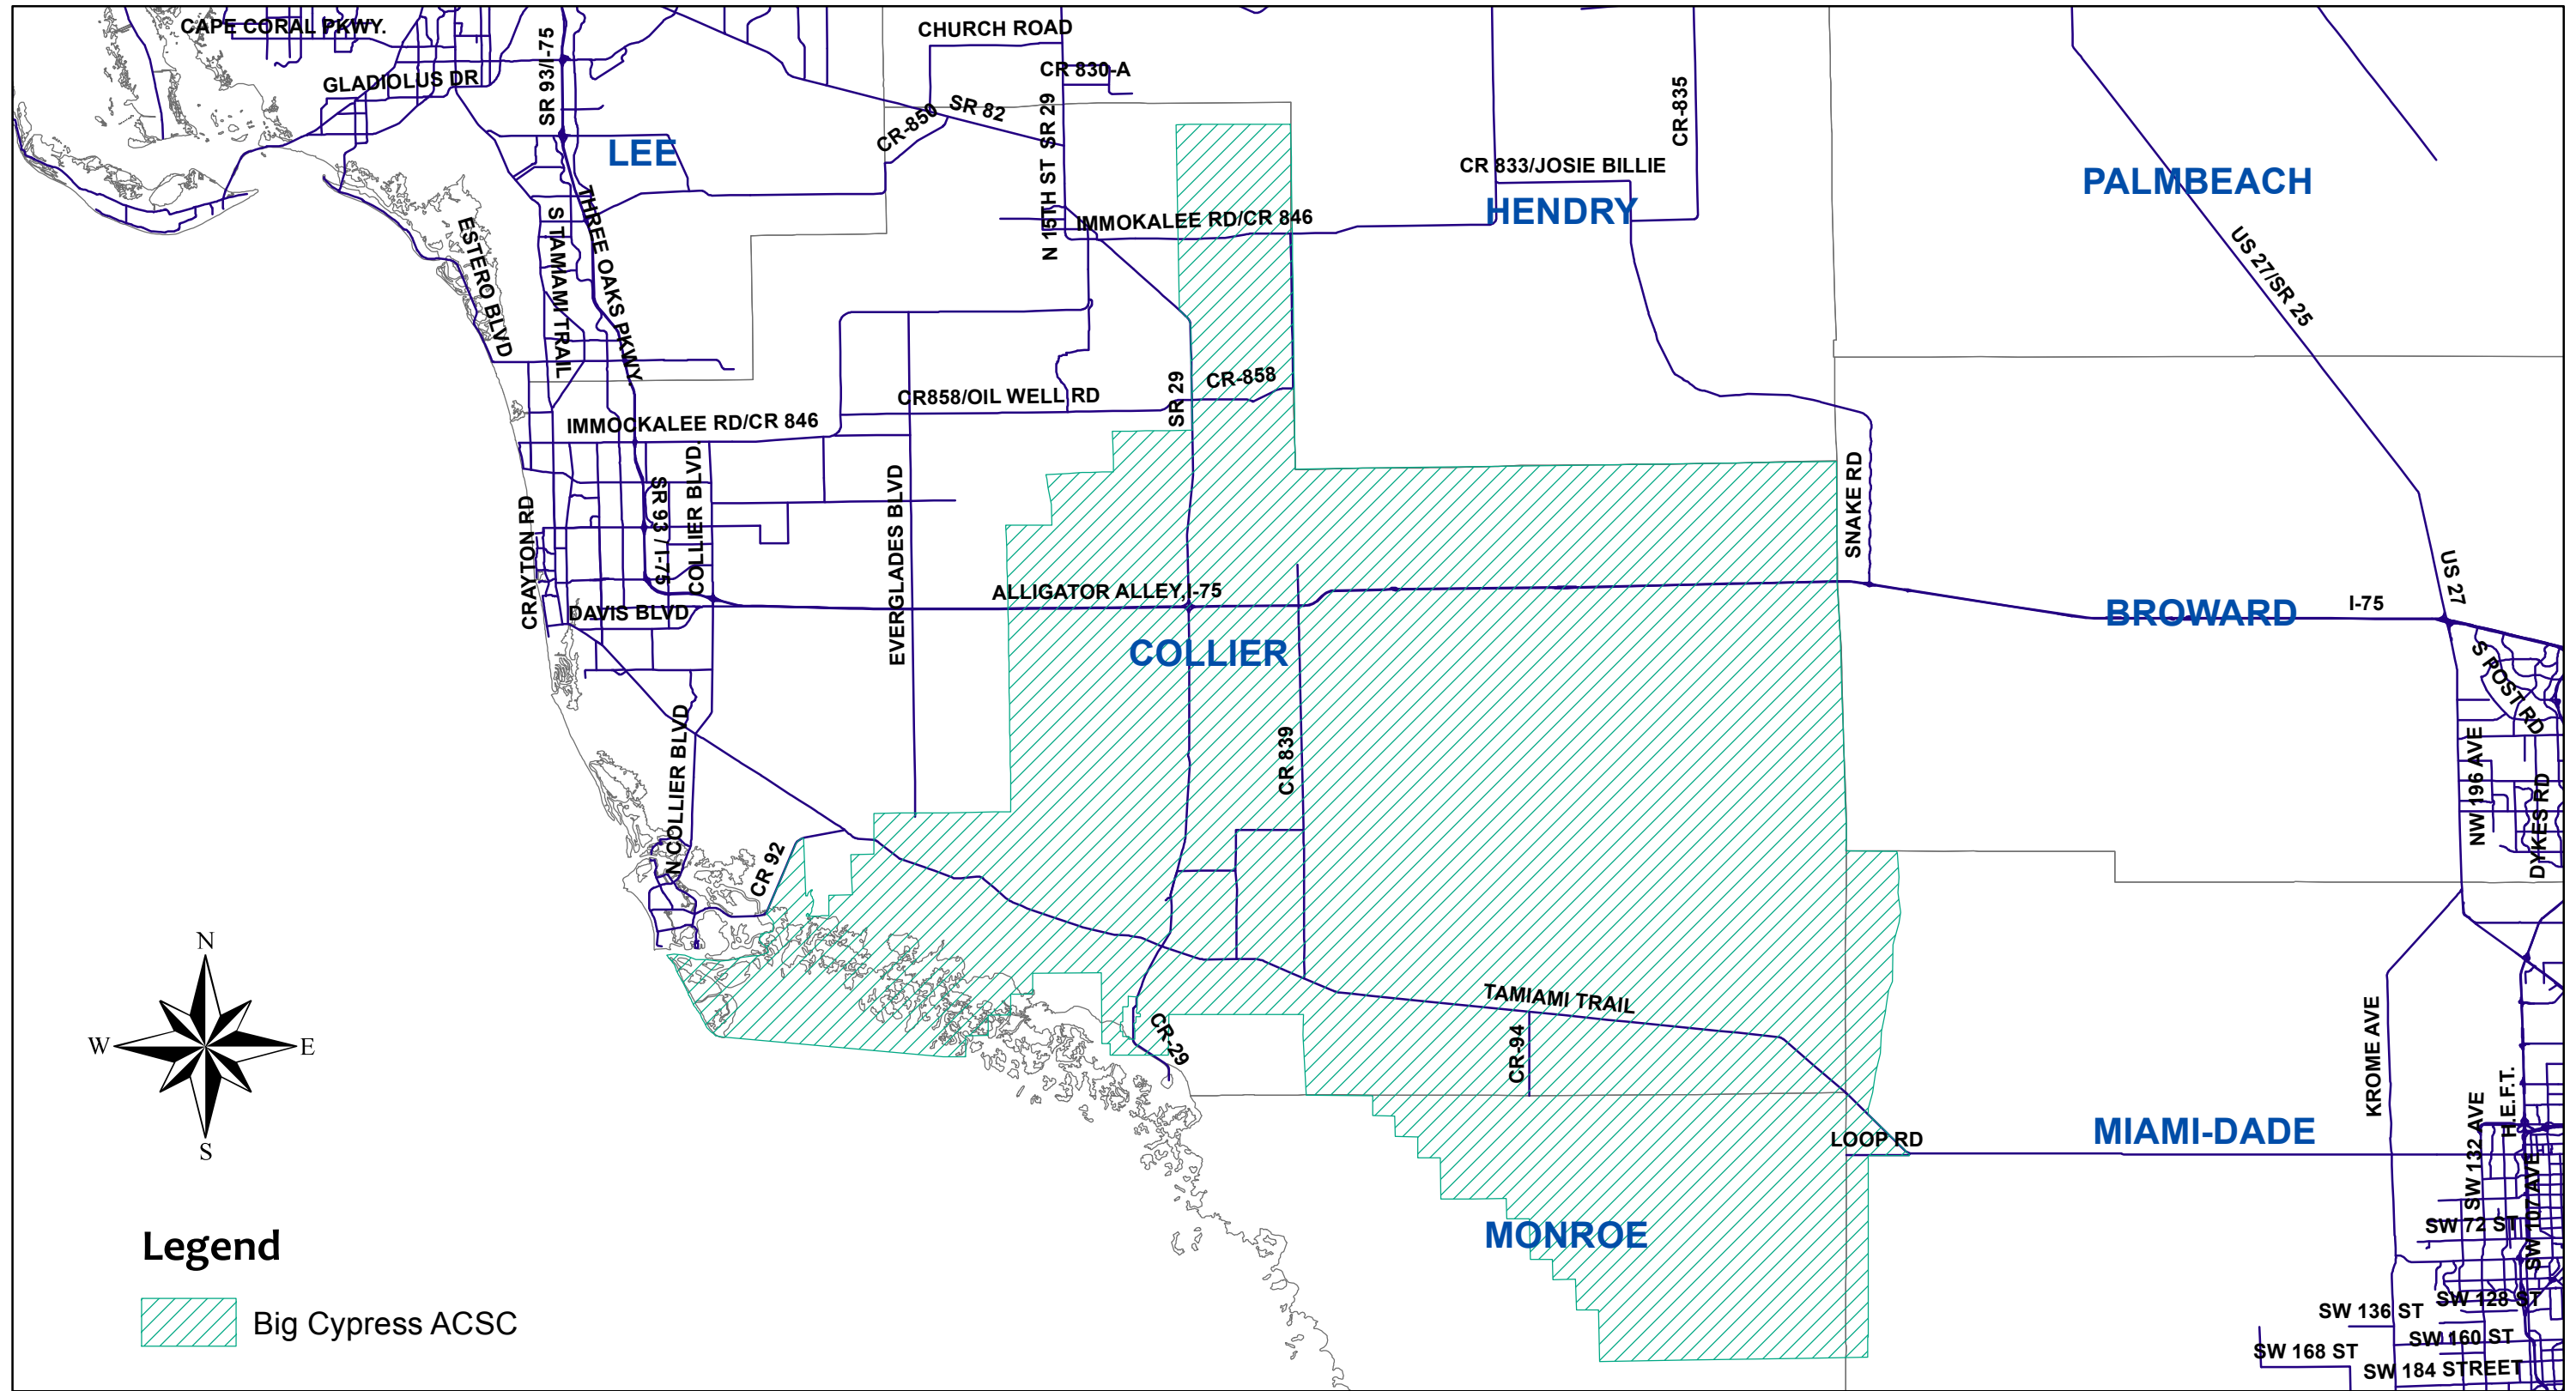 CAPE CORAL PKWY.
CHURCH ROAD
GLADIOLUS DR
SR 93/I-75
CR 830-A
CR-850
SR 82
SR 29
CR-835
LEE
N 15TH ST
CR 833/JOSIE BILLIE
HENDRY
PALMBEACH
IMMOKALEE RD/CR 846
ESTERO BLVD
S TAMIAMI TRAIL
THREE OAKS PKWY
US 27/SR 25
SR 29
CR-858
CR858/OIL WELL RD
IMMOCKALEE RD/CR 846
CRAYTON RD
SR 93 / I-75
COLLIER BLVD
EVERGLADES BLVD
SNAKE RD
US 27
ALLIGATOR ALLEY,I-75
DAVIS BLVD
BROWARD
I-75
COLLIER
S POST RD
N COLLIER BLVD
CR 839
NW 196 AVE
DYKES RD
CR 92
N
W
E
S
TAMIAMI TRAIL
CR-29
CR-94
KROME AVE
H.E.F.T.
SW 132 AVE
LOOP RD
MIAMI-DADE
SW 107 AVE
MONROE
SW 72 ST
SW 128 ST
SW 136 ST
SW 160 ST
SW 168 ST
SW 184 STREET
Legend
Big Cypress ACSC